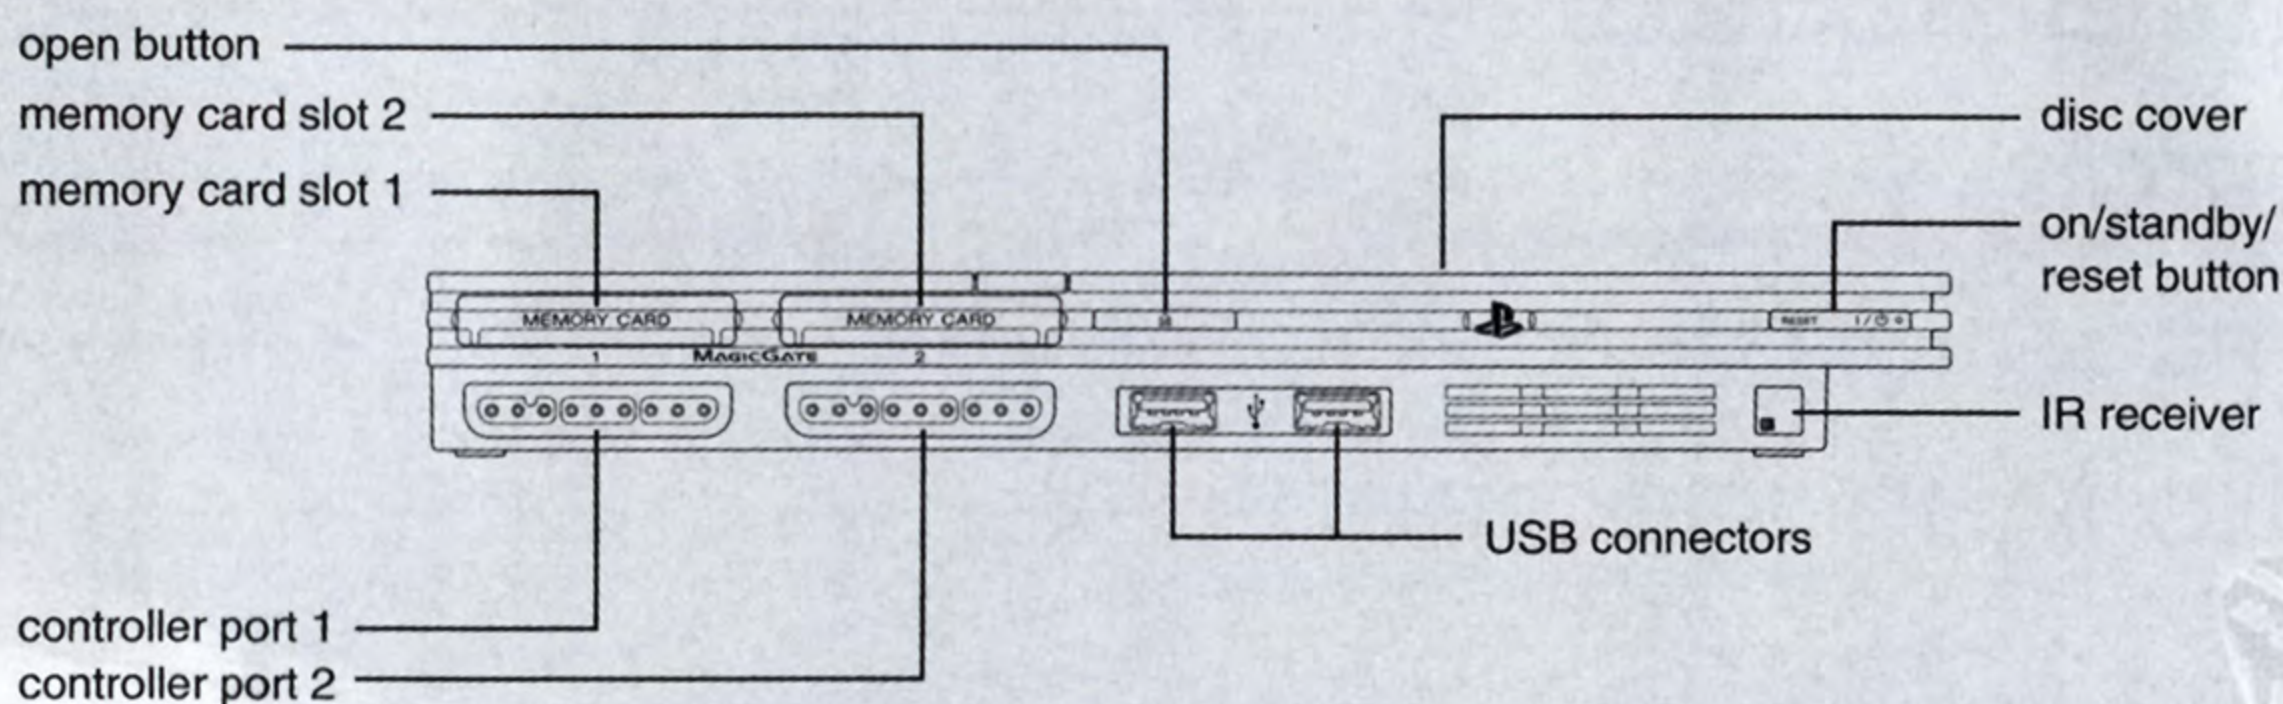 open button
memory card slot 2
memory card slot 1
disc cover
on/standby/
reset button
MEMORY CARD
MEMORY CARD
RESET I/⏻
1
MAGICGATE
2
IR receiver
USB connectors
controller port 1
controller port 2